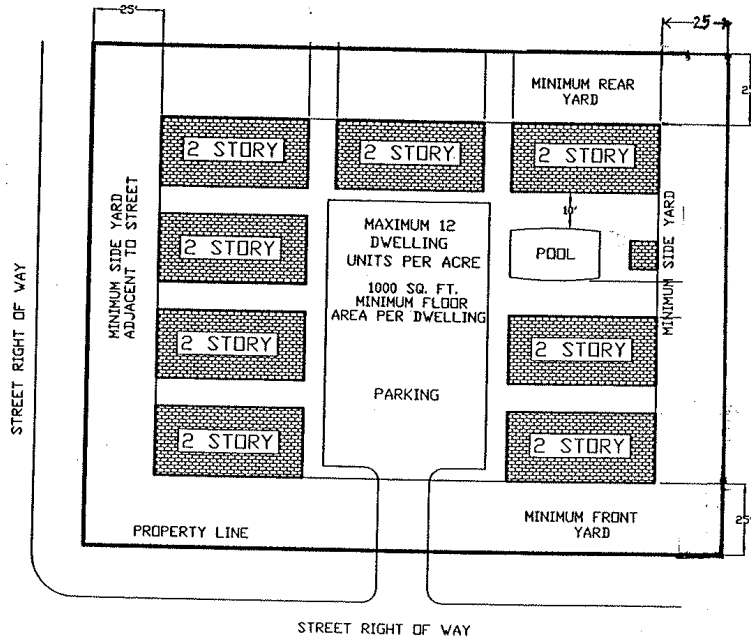 25'
25
MINIMUM REAR
YARD
2 STORY
2 STORY
2 STORY
MINIMUM SIDE YARD
ADJACENT TO STREET
STREET RIGHT OF WAY
MAXIMUM 12
DWELLING
UNITS PER ACRE
1000 SQ. FT.
MINIMUM FLOOR
AREA PER DWELLING
10'
POOL
MINIMUM SIDE YARD
2 STORY
2 STORY
2 STORY
PARKING
2 STORY
2 STORY
PROPERTY LINE
MINIMUM FRONT
YARD
25'
STREET RIGHT OF WAY